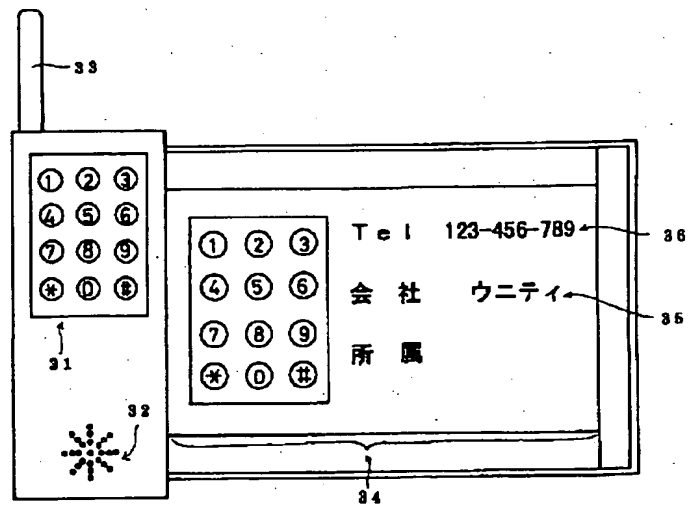 33
① ② ③
④ ⑤ ⑥
⑦ ⑧ ⑨
* 0 #
31
32
① ② ③
④ ⑤ ⑥
⑦ ⑧ ⑨
* 0 #
Tel 123-456-789
36
会社 ウニティ
35
所属
34